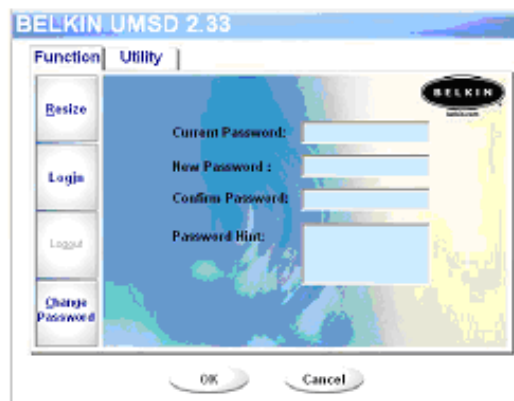 BELKIN UMSD 2.33
Function Utility
BELKIN
Resize
Current Password:
New Password :
Login
Confirm Password:
Logout
Password Hint:
Change
Password
OK Cancel